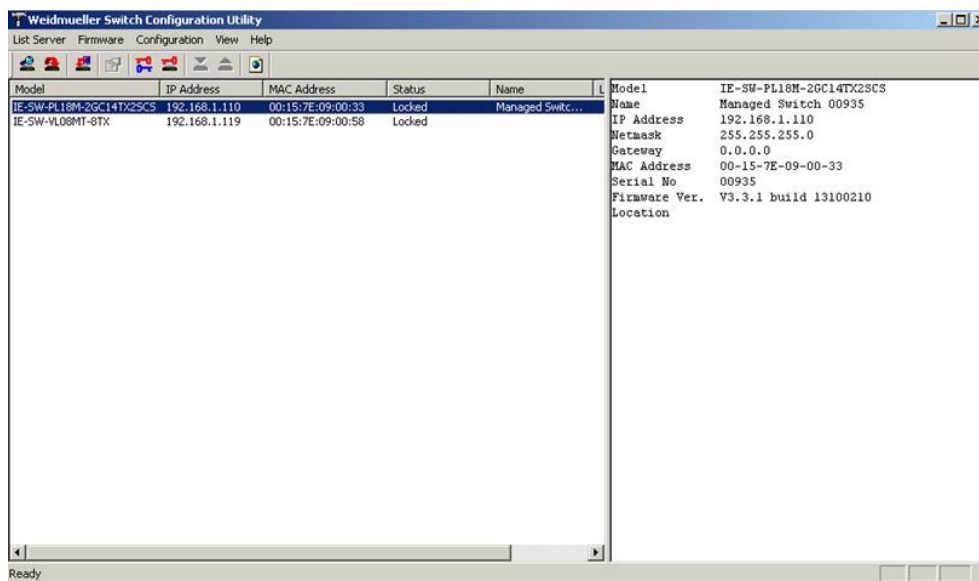 Weidmueller Switch Configuration Utility
List Server Firmware Configuration View Help
Model IP Address MAC Address Status Name L
IE-SW-PL18M-2GC14TX2SCS 192.168.1.110 00:15:7E:09:00:33 Locked Managed Switc...
IE-SW-VL08MT-8TX 192.168.1.119 00:15:7E:09:00:58 Locked
Model IE-SW-PL18M-2GC14TX2SCS
Name Managed Switch 00935
IP Address 192.168.1.110
Netmask 255.255.255.0
Gateway 0.0.0.0
MAC Address 00-15-7E-09-00-33
Serial No 00935
Firmware Ver. V3.3.1 build 13100210
Location
Ready